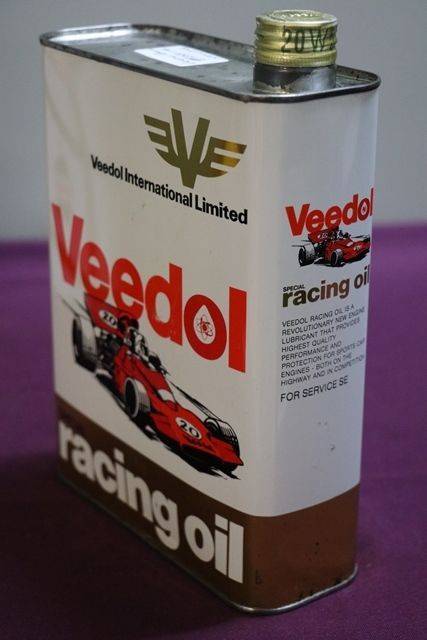 20W
Veedol International Limited
Veedol
20
20
racing oil
Veedol
SPECIAL
racing oil
VEEDOL RACING OIL IS A
REVOLUTIONARY NEW ENGINE
LUBRICANT THAT PROVIDES
HIGHEST QUALITY
PERFORMANCE AND
PROTECTION FOR SPORTS CAR
ENGINES - BOTH ON THE
HIGHWAY AND IN COMPETITION
FOR SERVICE SE